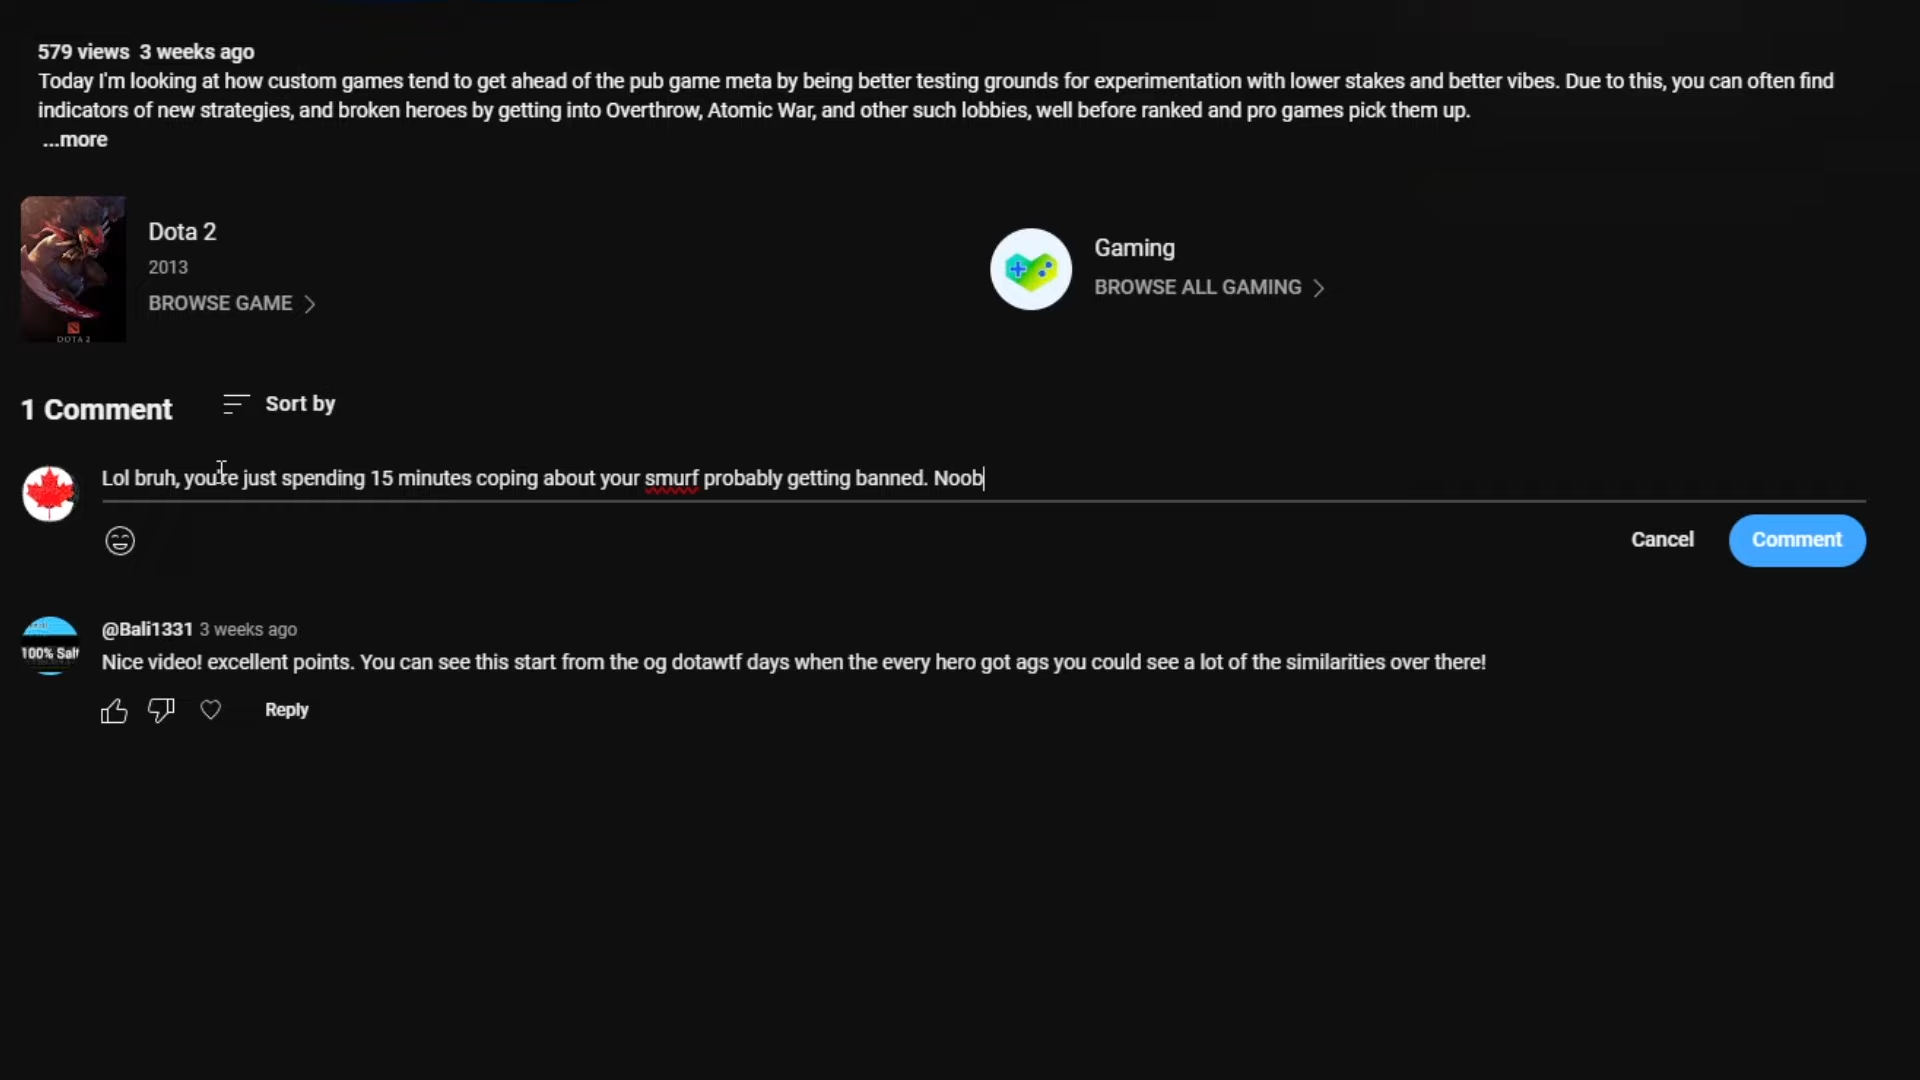 579 views 3 weeks ago
Today I'm looking at how custom games tend to get ahead of the pub game meta by being better testing grounds for experimentation with lower stakes and better vibes. Due to this, you can often find
indicators of new strategies, and broken heroes by getting into Overthrow, Atomic War, and other such lobbies, well before ranked and pro games pick them up.
...more
Dota 2
2013
BROWSE GAME
DOTA 2
Gaming
BROWSE ALL GAMING
1 Comment
Sort by
Lol bruh, you're just spending 15 minutes coping about your smurf probably getting banned. Noob
Cancel
Comment
@Bali1331 3 weeks ago
100% Salt
Nice video! excellent points. You can see this start from the og dotawtf days when the every hero got ags you could see a lot of the similarities over there!
Reply